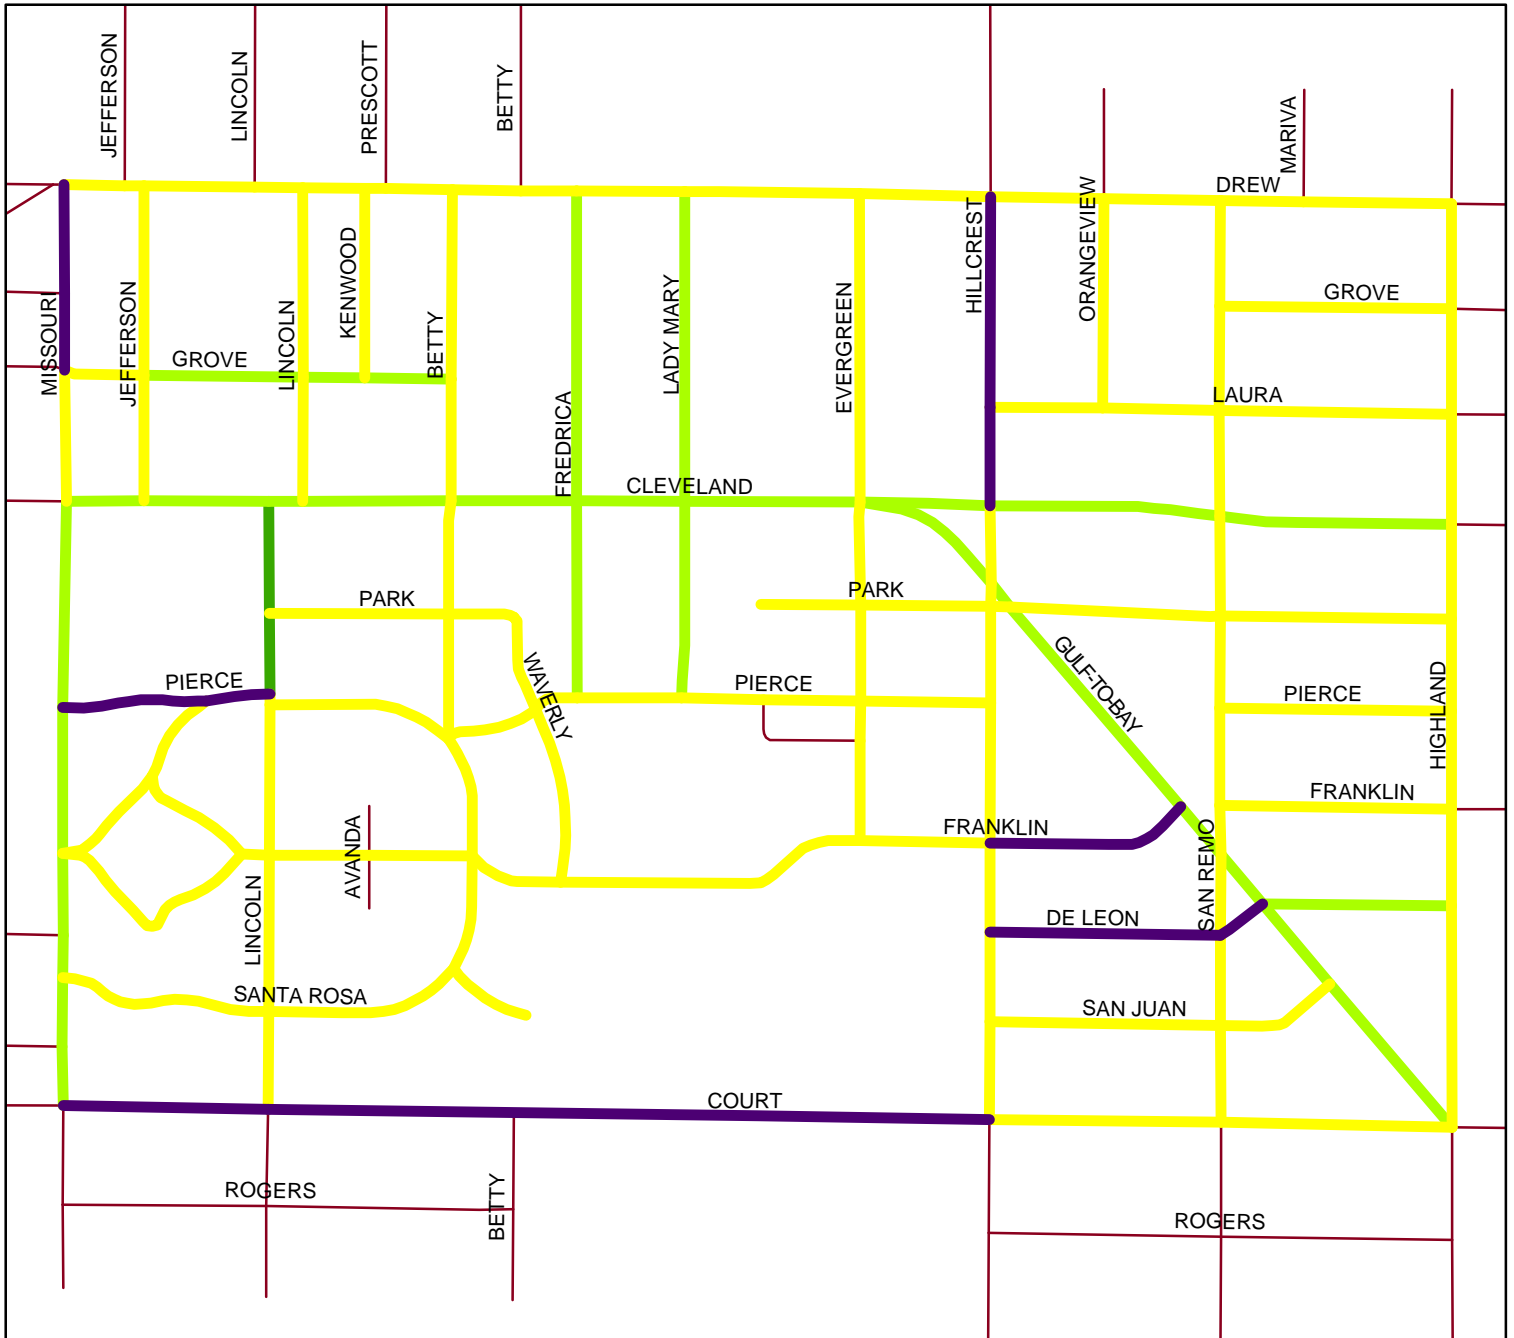 JEFFERSON
LINCOLN
PRESCOTT
BETTY
MARIVA
DREW
ORANGEVIEW
HILLCREST
KENWOOD
JEFFERSON
LINCOLN
BETTY
LADY MARY
EVERGREEN
GROVE
MISSOURI
GROVE
LAURA
FREDRICA
CLEVELAND
PARK
PARK
WAVERLY
GULF-TO-BAY
PIERCE
PIERCE
PIERCE
HIGHLAND
FRANKLIN
FRANKLIN
AVANDA
SAN REMO
LINCOLN
DE LEON
SANTA ROSA
SAN JUAN
COURT
ROGERS
BETTY
ROGERS